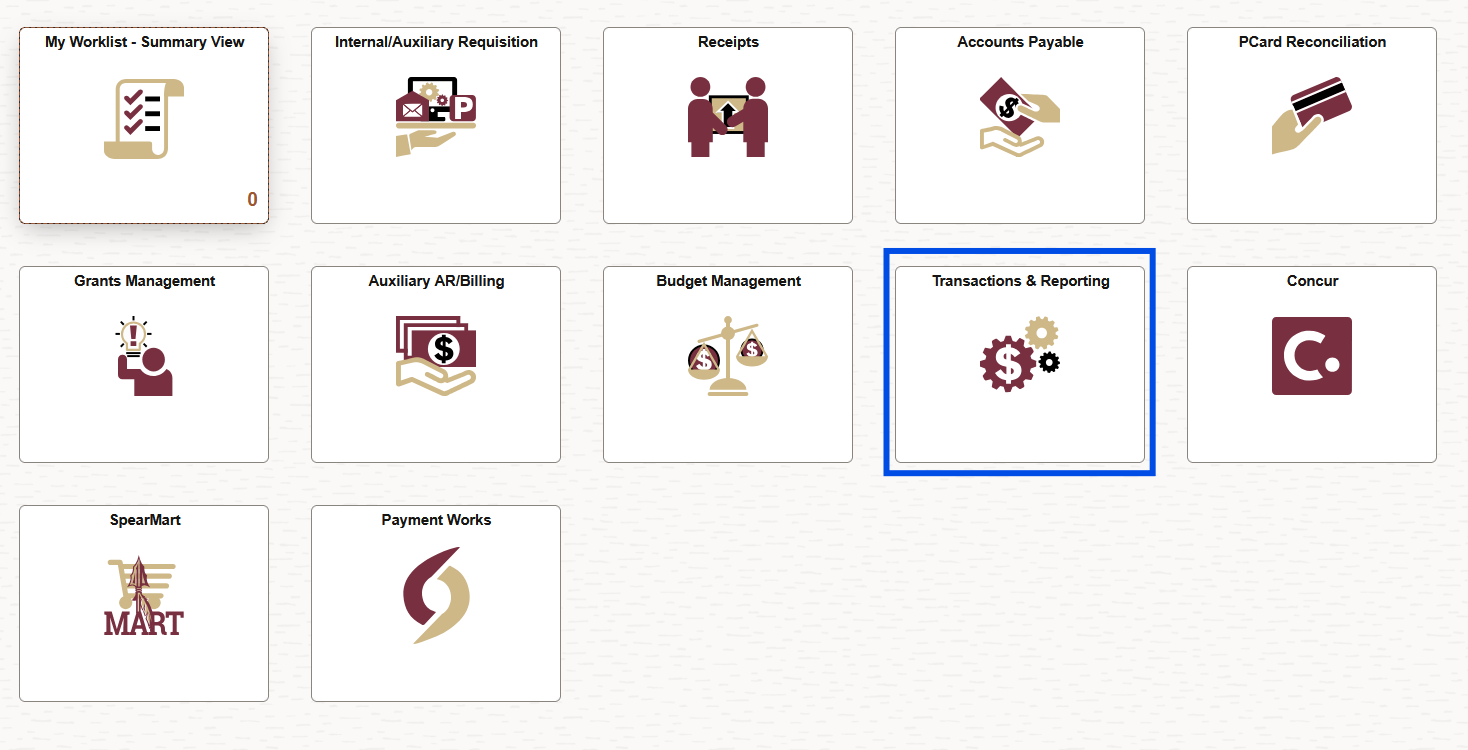 My Worklist - Summary View
Internal/Auxiliary Requisition
Receipts
Accounts Payable
PCard Reconciliation
P
$
0
Grants Management
Auxiliary AR/Billing
Budget Management
Transactions & Reporting
Concur
!
$
$
$
$
C.
SpearMart
Payment Works
MART